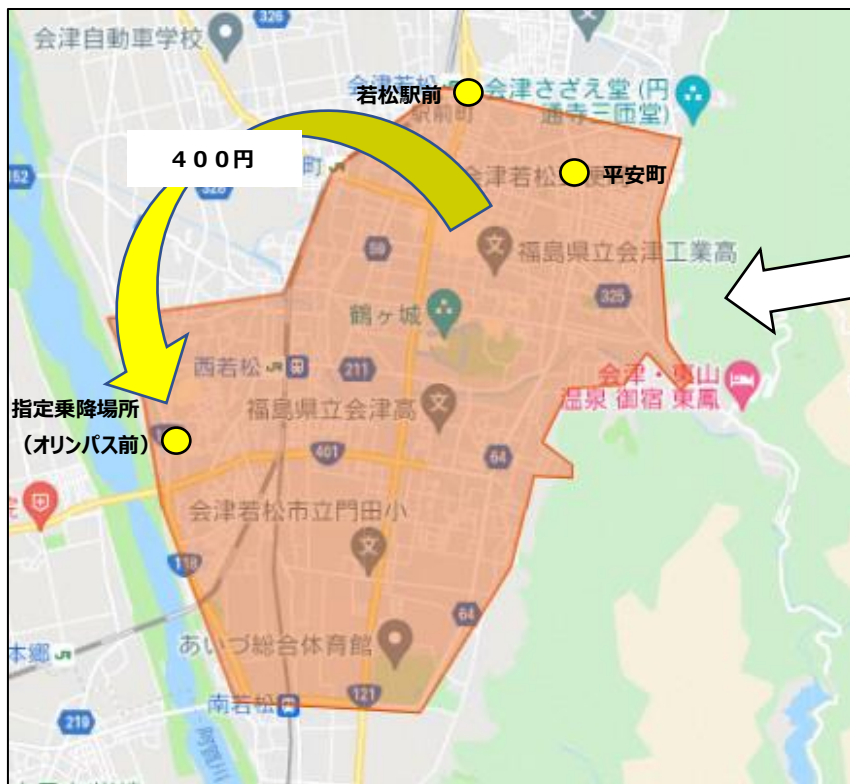 会津自動車学校
326
若松駅前
会津若松
会津さざえ堂 (円
通寺三匝堂)
駅前町
４００円
町
152
328
平安町
59
福島県立会津工業高
325
鶴ヶ城
西若松
211
会津・東山
温泉 御宿 東鳳
指定乗降場所
福島県立会津高
（オリンパス前）
401
64
院
会津若松市立門田小
118
64
あいづ総合体育館
本郷
南若松
121
219
阿賀川